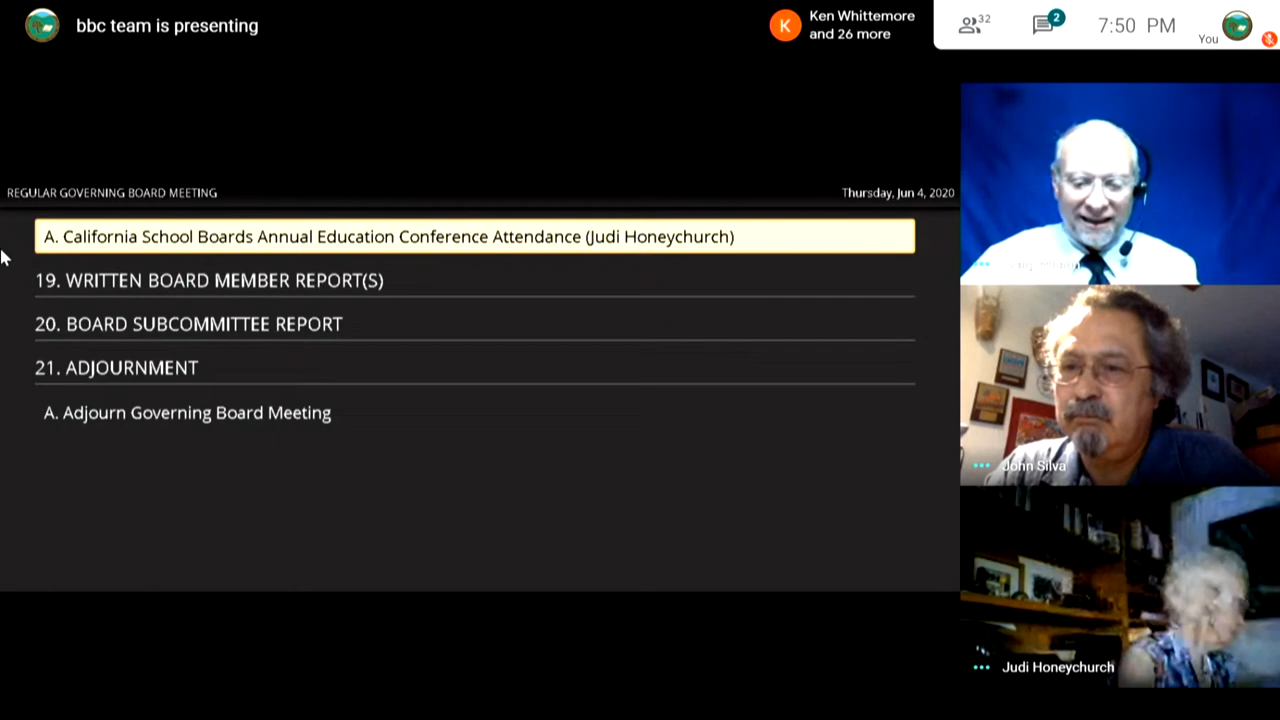 bbc team is presenting
K
Ken Whittemore
and 26 more
32
2
7:50 PM
You
REGULAR GOVERNING BOARD MEETING
Thursday, Jun 4, 2020
A. California School Boards Annual Education Conference Attendance (Judi Honeychurch)
19. WRITTEN BOARD MEMBER REPORT(S)
20. BOARD SUBCOMMITTEE REPORT
21. ADJOURNMENT
A. Adjourn Governing Board Meeting
John Silva
Judi Honeychurch